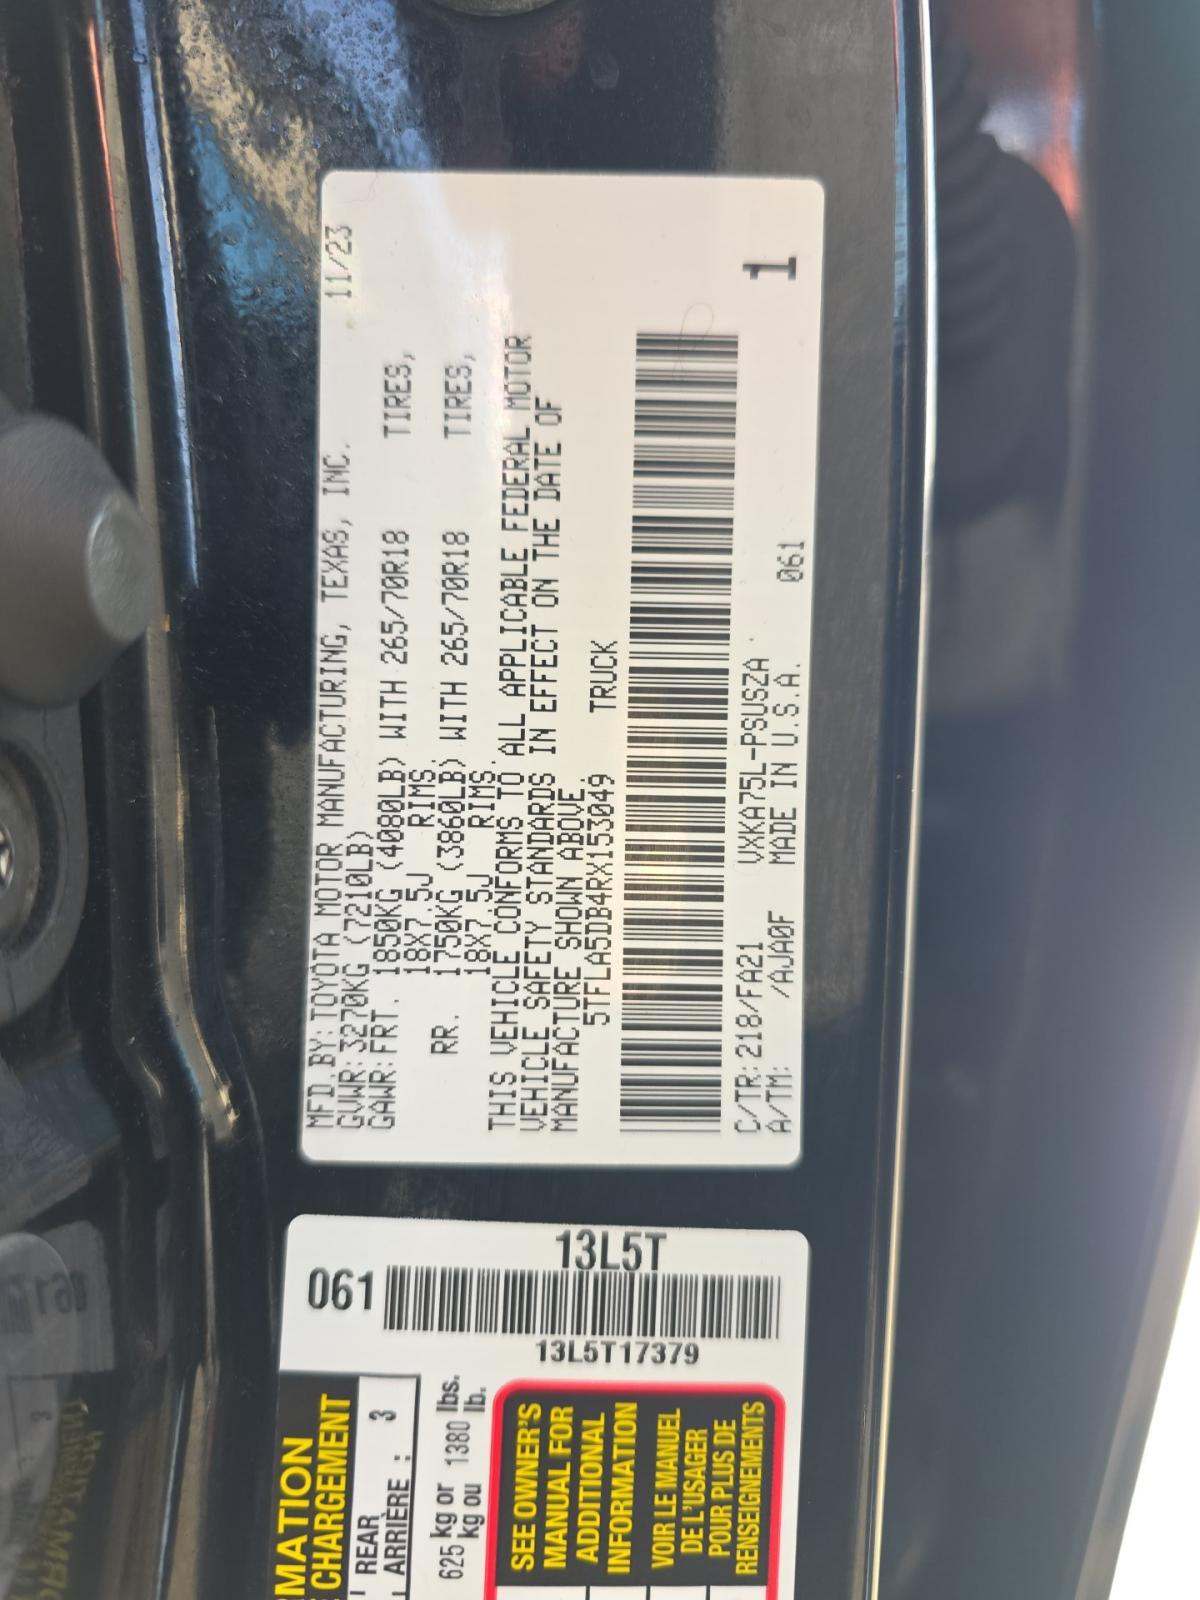 MFD.BY:TOYOTA MOTOR MANUFACTURING, TEXAS, INC. 11/23
GVWR:3270KG (7210LB)
GAWR:FRT. 1850KG (4080LB) WITH 265/70R18 TIRES,
18X7.5J RIMS,
RR. 1750KG (3860LB) WITH 265/70R18 TIRES,
18X7.5J RIMS.
THIS VEHICLE CONFORMS TO ALL APPLICABLE FEDERAL MOTOR
VEHICLE SAFETY STANDARDS IN EFFECT ON THE DATE OF
MANUFACTURE SHOWN ABOVE.
5TFLA5DB4RX153049 TRUCK
C/TR:218/FA21 VXKA75L-PSUSZA 1
A/TM: /AJA0F MADE IN U.S.A. 061
061
13L5T
13L5T17379
RMATION
CHARGEMENT
REAR
ARRIÈRE : 3
625 kg or 1380 lbs.
kg ou lb.
SEE OWNER'S
MANUAL FOR
ADDITIONAL
INFORMATION
VOIR LE MANUEL
DE L'USAGER
POUR PLUS DE
RENSEIGNEMENTS